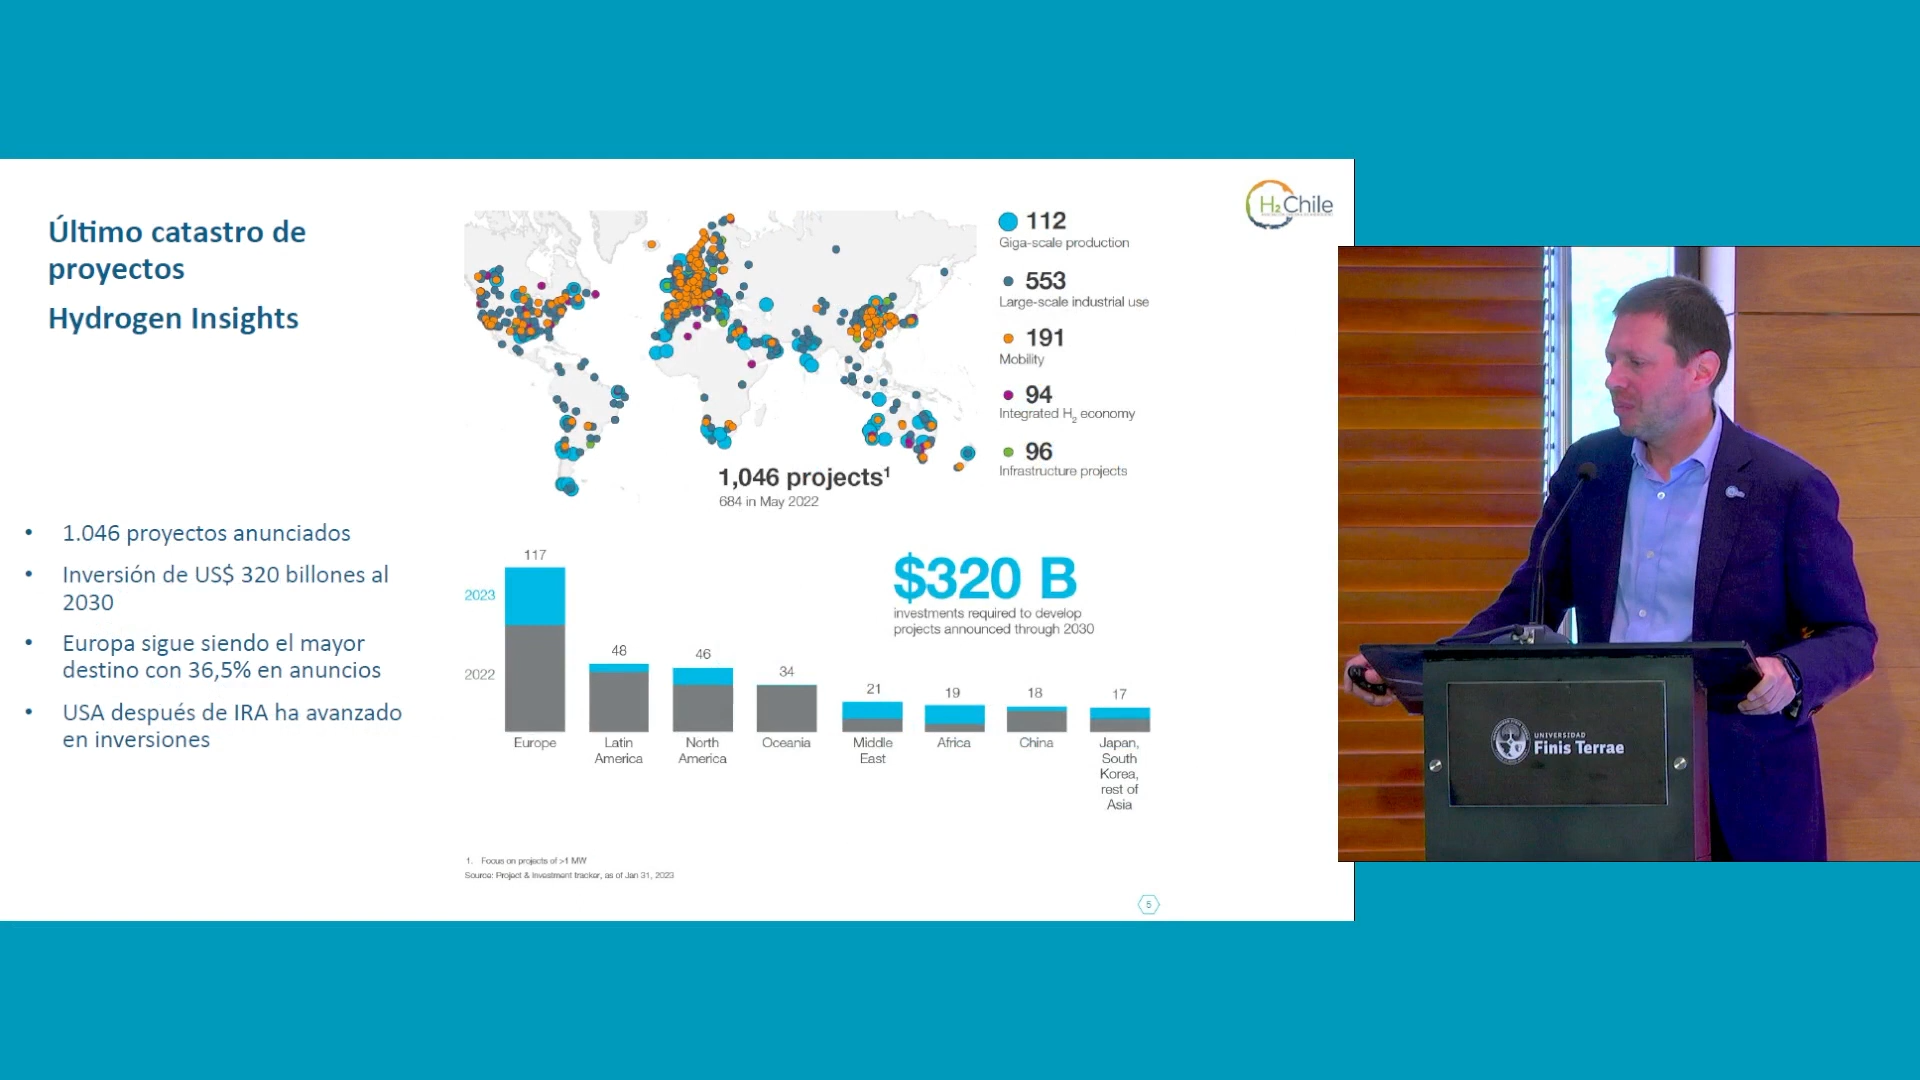 Último catastro de
proyectos
Hydrogen Insights
• 1.046 proyectos anunciados
• Inversión de US$ 320 billones al
2030
• Europa sigue siendo el mayor
destino con 36,5% en anuncios
• USA después de IRA ha avanzado
en inversiones
112
Giga-scale production
553
Large-scale industrial use
191
Mobility
94
Integrated H₂ economy
96
Infrastructure projects
1,046 projects¹
684 in May 2022
$320 B
investments required to develop
projects announced through 2030
2023
2022
117
48
46
34
21
19
18
17
Europe
Latin
America
North
America
Oceania
Middle
East
Africa
China
Japan,
South
Korea,
rest of
Asia
1. Focus on projects of >1 MW
Source: Project & Investment tracker, as of Jan 31, 2023
5
H₂Chile
UNIVERSIDAD
Finis Terrae